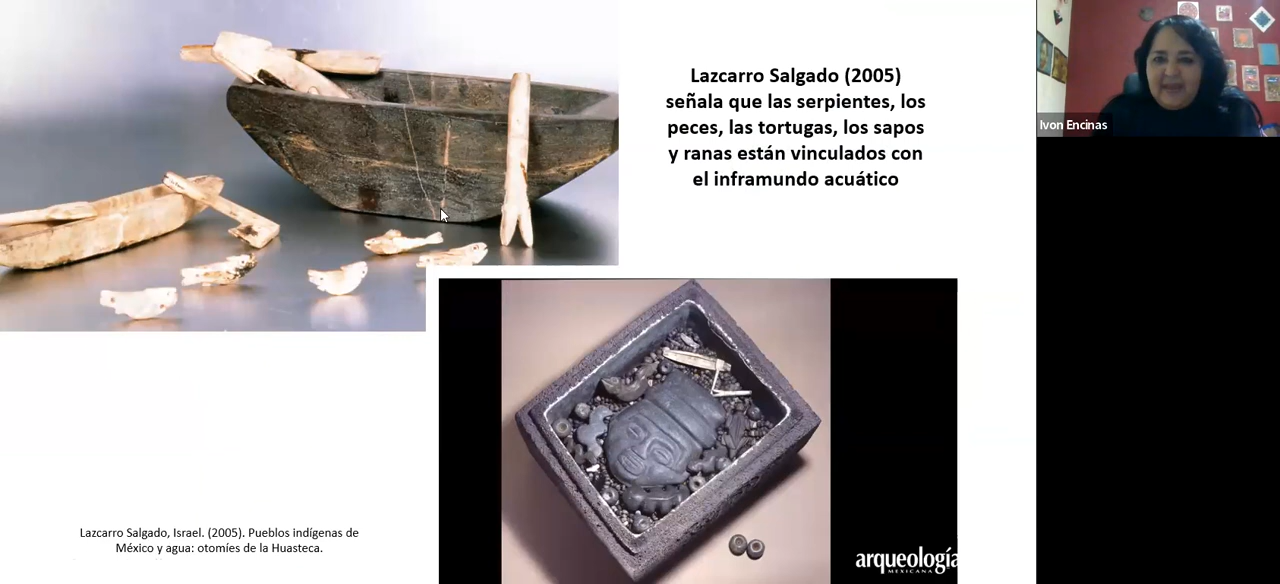 Lazcarro Salgado (2005)
señala que las serpientes, los
peces, las tortugas, los sapos
y ranas están vinculados con
el inframundo acuático
Ivon Encinas
Lazcarro Salgado, Israel. (2005). Pueblos indígenas de
México y agua: otomíes de la Huasteca.
arqueología
MEXICANA